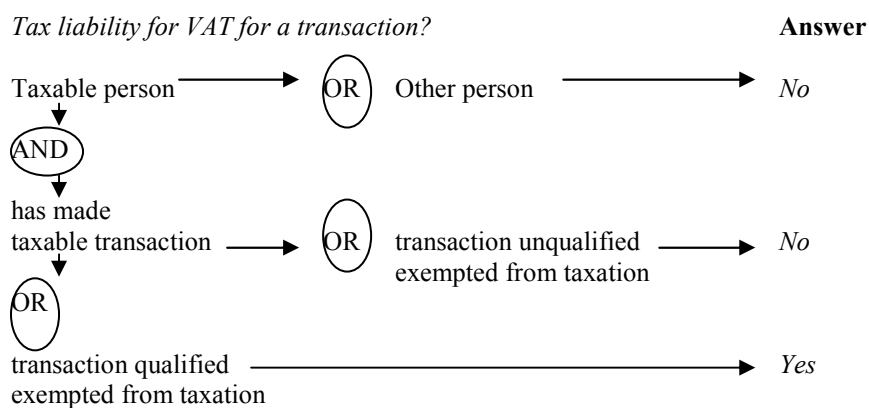 Tax liability for VAT for a transaction? Answer
Taxable person OR Other person No
AND
has made
taxable transaction OR transaction unqualified No
exempted from taxation
OR
transaction qualified Yes
exempted from taxation